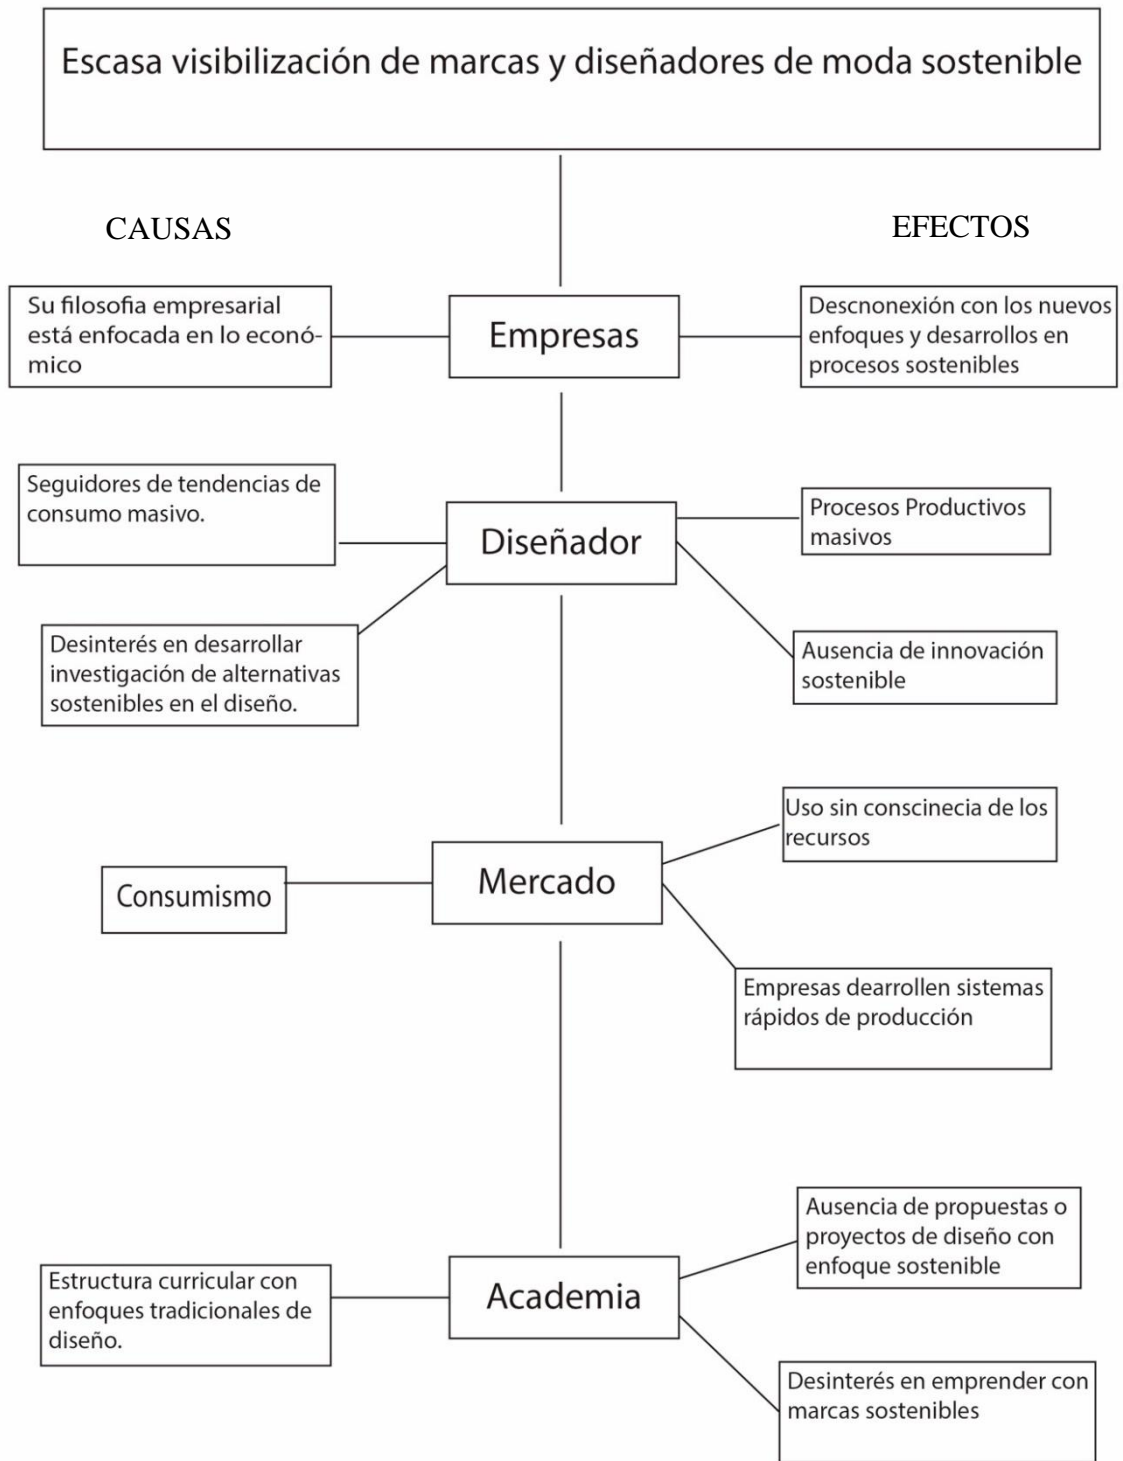 Escasa visibilización de marcas y diseñadores de moda sostenible
CAUSAS
EFECTOS
Su filosofia empresarial
está enfocada en lo econó-
mico
Empresas
Descnonexión con los nuevos
enfoques y desarrollos en
procesos sostenibles
Seguidores de tendencias de
consumo masivo.
Diseñador
Procesos Productivos
masivos
Desinterés en desarrollar
investigación de alternativas
sostenibles en el diseño.
Ausencia de innovación
sostenible
Consumismo
Mercado
Uso sin conscinecia de los
recursos
Empresas dearrollen sistemas
rápidos de producción
Estructura curricular con
enfoques tradicionales de
diseño.
Academia
Ausencia de propuestas o
proyectos de diseño con
enfoque sostenible
Desinterés en emprender con
marcas sostenibles